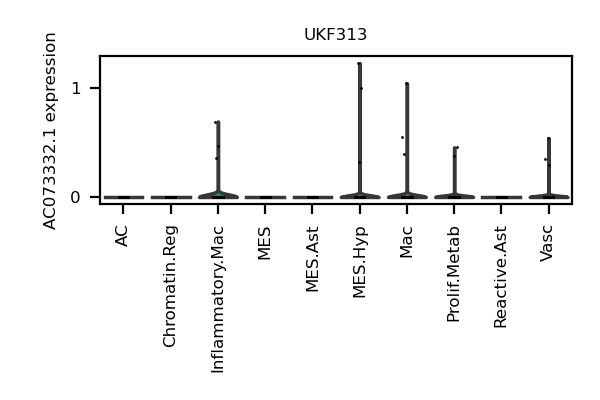 UKF313
AC073332.1 expression
1
0
AC
Chromatin.Reg
Inflammatory.Mac
MES
MES.Ast
MES.Hyp
Mac
Prolif.Metab
Reactive.Ast
Vasc